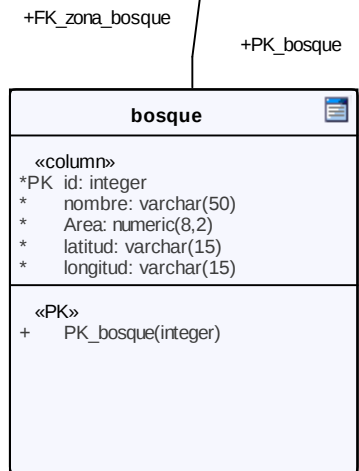 +FK_zona_bosque
+PK_bosque
bosque
«column»
*PK id: integer
* nombre: varchar(50)
* Area: numeric(8,2)
* latitud: varchar(15)
* longitud: varchar(15)
«PK»
+ PK_bosque(integer)